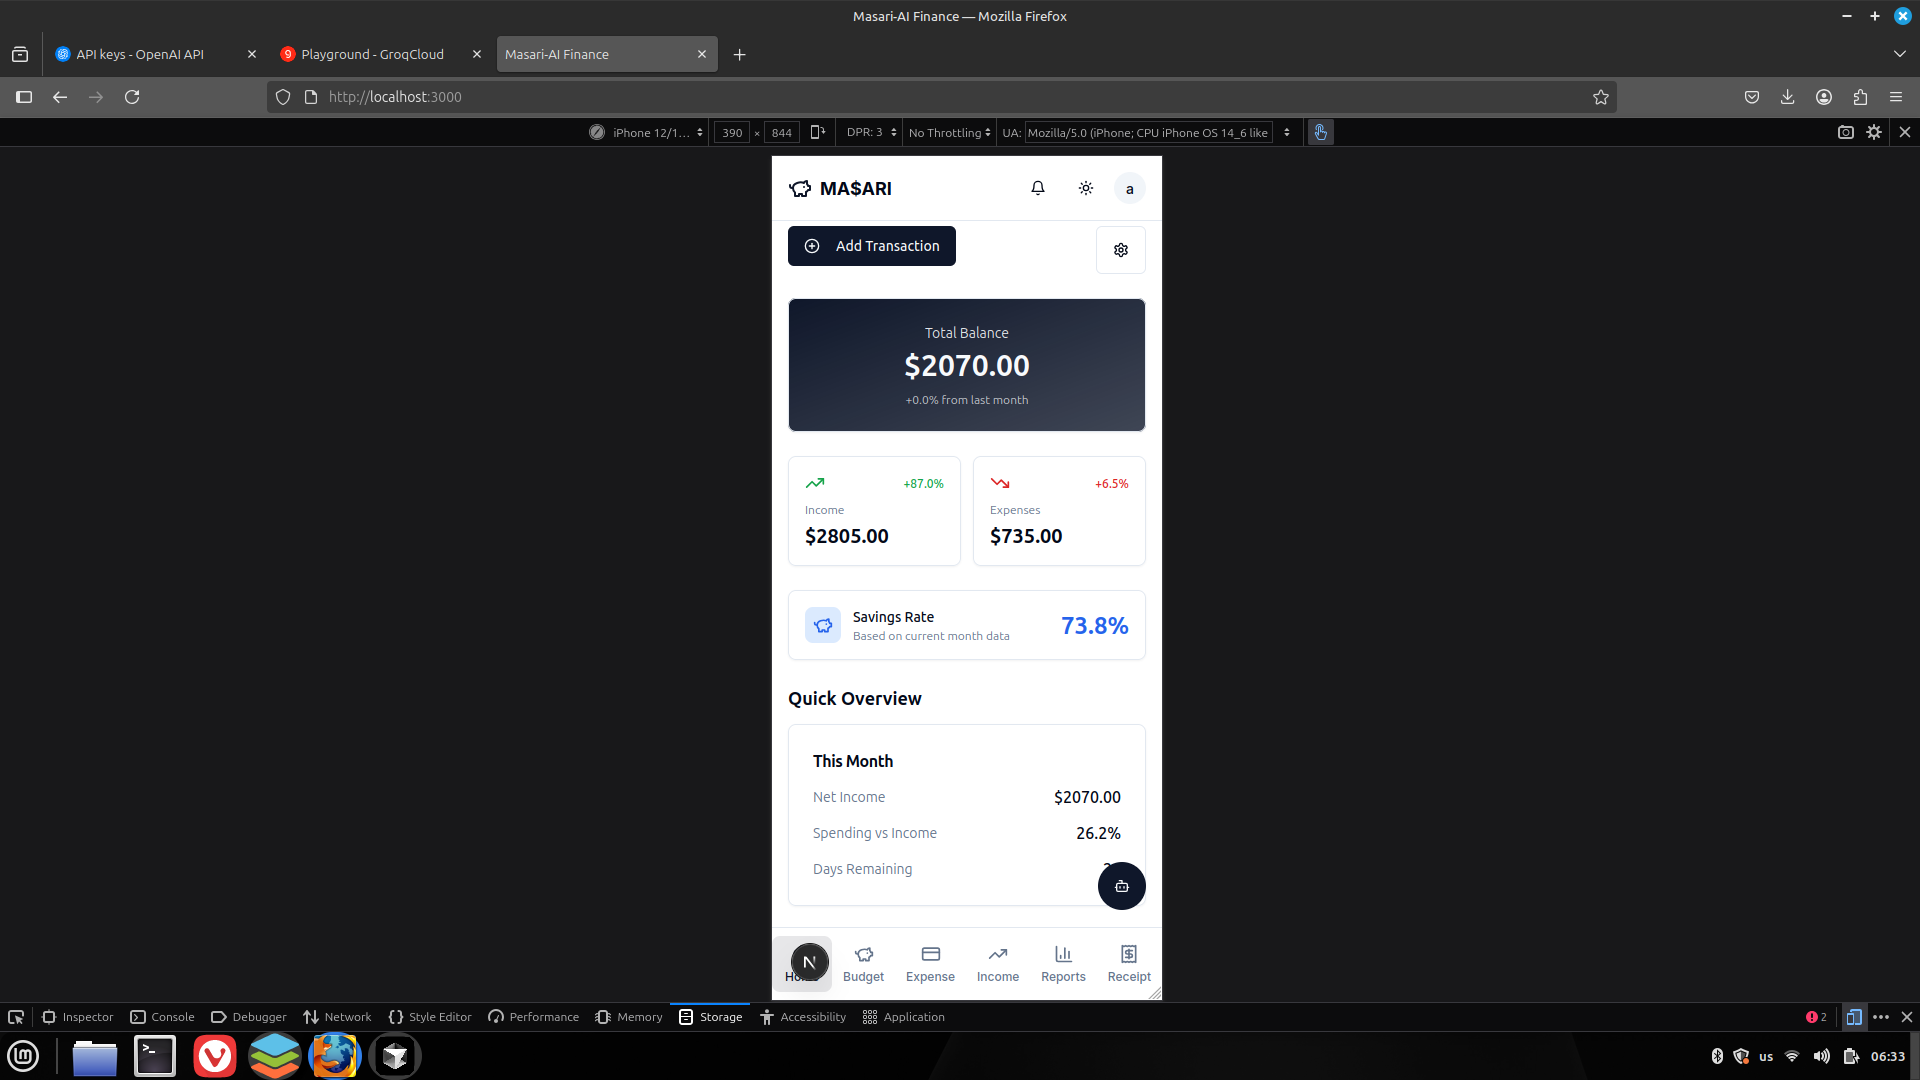 Masari-AI Finance — Mozilla Firefox
API keys - OpenAI API
Playground - GroqCloud
Masari-AI Finance
http://localhost:3000
iPhone 12/1...
390 × 844
DPR: 3
No Throttling
UA: Mozilla/5.0 (iPhone; CPU iPhone OS 14_6 like
MA$ARI
a
Add Transaction
Total Balance
$2070.00
+0.0% from last month
+87.0%
Income
$2805.00
+6.5%
Expenses
$735.00
Savings Rate
Based on current month data
73.8%
Quick Overview
This Month
Net Income $2070.00
Spending vs Income 26.2%
Days Remaining
N
Budget
Expense
Income
Reports
Receipt
Inspector
Console
Debugger
Network
Style Editor
Performance
Memory
Storage
Accessibility
Application
2
us
06:33